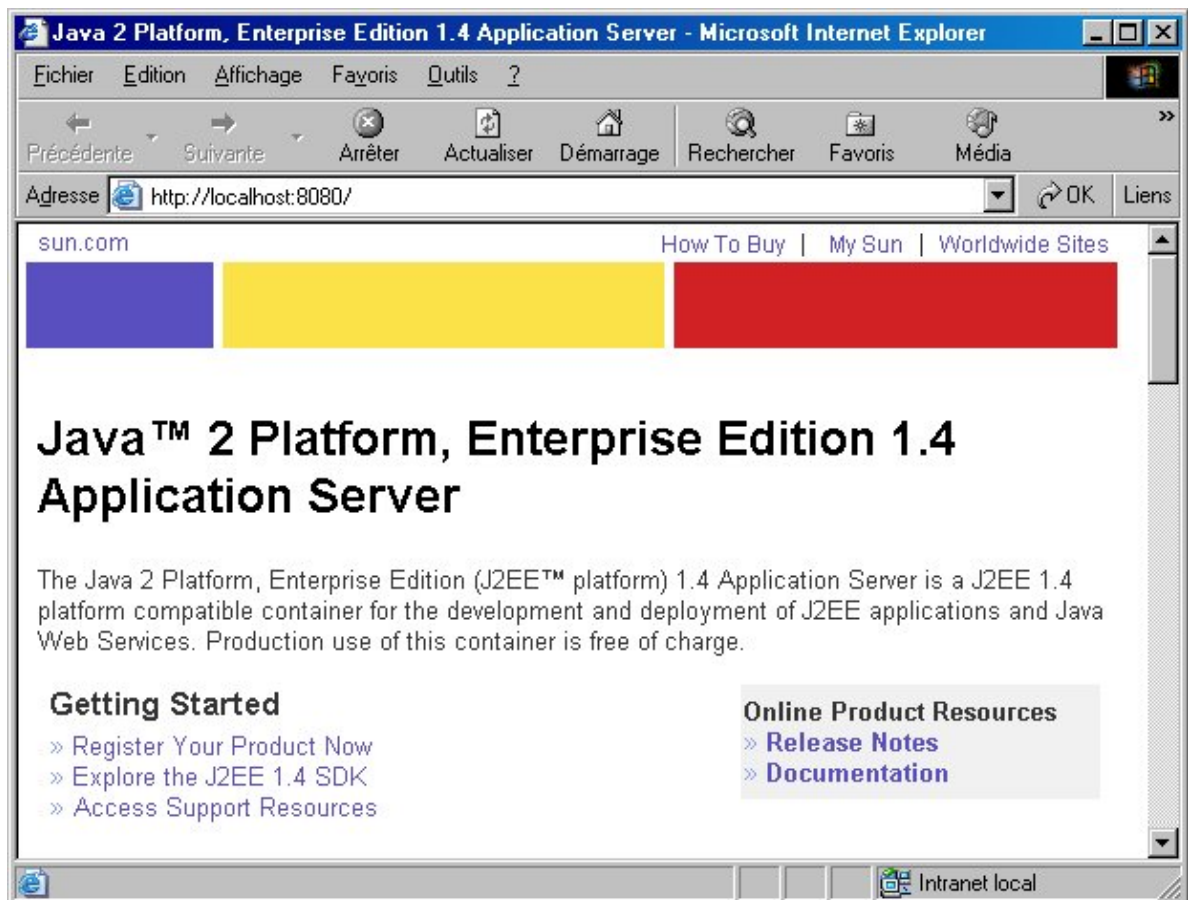 Java 2 Platform, Enterprise Edition 1.4 Application Server - Microsoft Internet Explorer
Fichier Edition Affichage Favoris Outils ?
Précédente Suivante Arrêter Actualiser Démarrage Rechercher Favoris Média »
Adresse http://localhost:8080/ OK Liens
sun.com How To Buy | My Sun | Worldwide Sites
Java™ 2 Platform, Enterprise Edition 1.4
Application Server
The Java 2 Platform, Enterprise Edition (J2EE™ platform) 1.4 Application Server is a J2EE 1.4
platform compatible container for the development and deployment of J2EE applications and Java
Web Services. Production use of this container is free of charge.
Getting Started
» Register Your Product Now
» Explore the J2EE 1.4 SDK
» Access Support Resources
Online Product Resources
» Release Notes
» Documentation
Intranet local